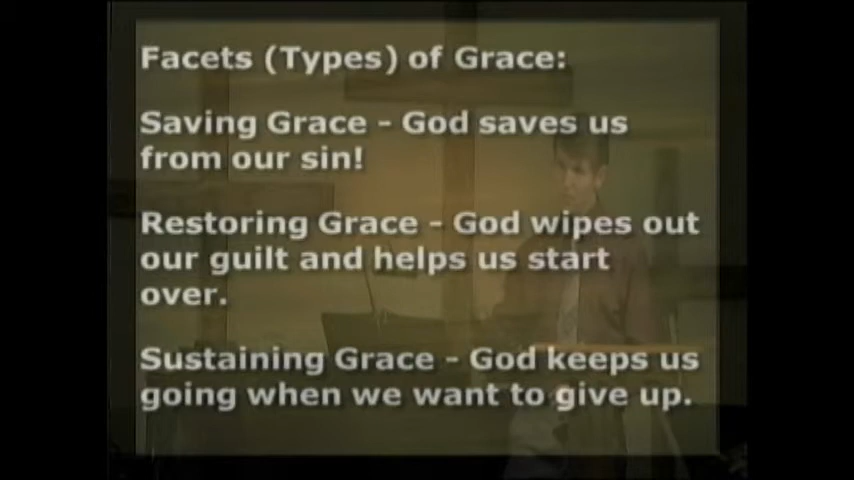 Facets (Types) of Grace:
Saving Grace - God saves us
from our sin!
Restoring Grace - God wipes out
our guilt and helps us start
over.
Sustaining Grace - God keeps us
going when we want to give up.